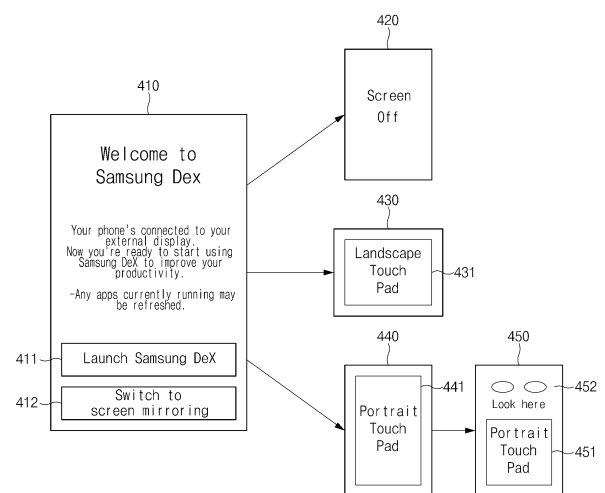 420
Screen
Off
410
Welcome to
Samsung Dex
Your phone's connected to your
external display.
Now you're ready to start using
Samsung DeX to improve your
productivity.
-Any apps currently running may
be refreshed.
411
Launch Samsung DeX
412
Switch to
screen mirroring
430
Landscape
Touch
Pad
431
440
441
Portrait
Touch
Pad
450
452
Look here
Portrait
Touch
Pad
451